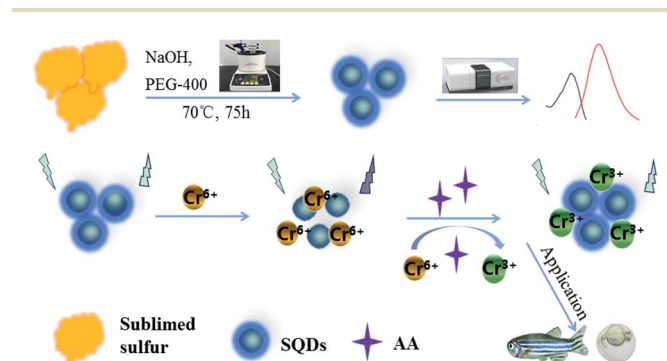 NaOH,
PEG-400
70℃, 75h
Cr6+
Cr6+
Cr6+
Cr6+
Cr6+
Cr3+
AA
Cr3+
Cr3+
Cr3+
Application
Sublimed
sulfur
SQDs
AA